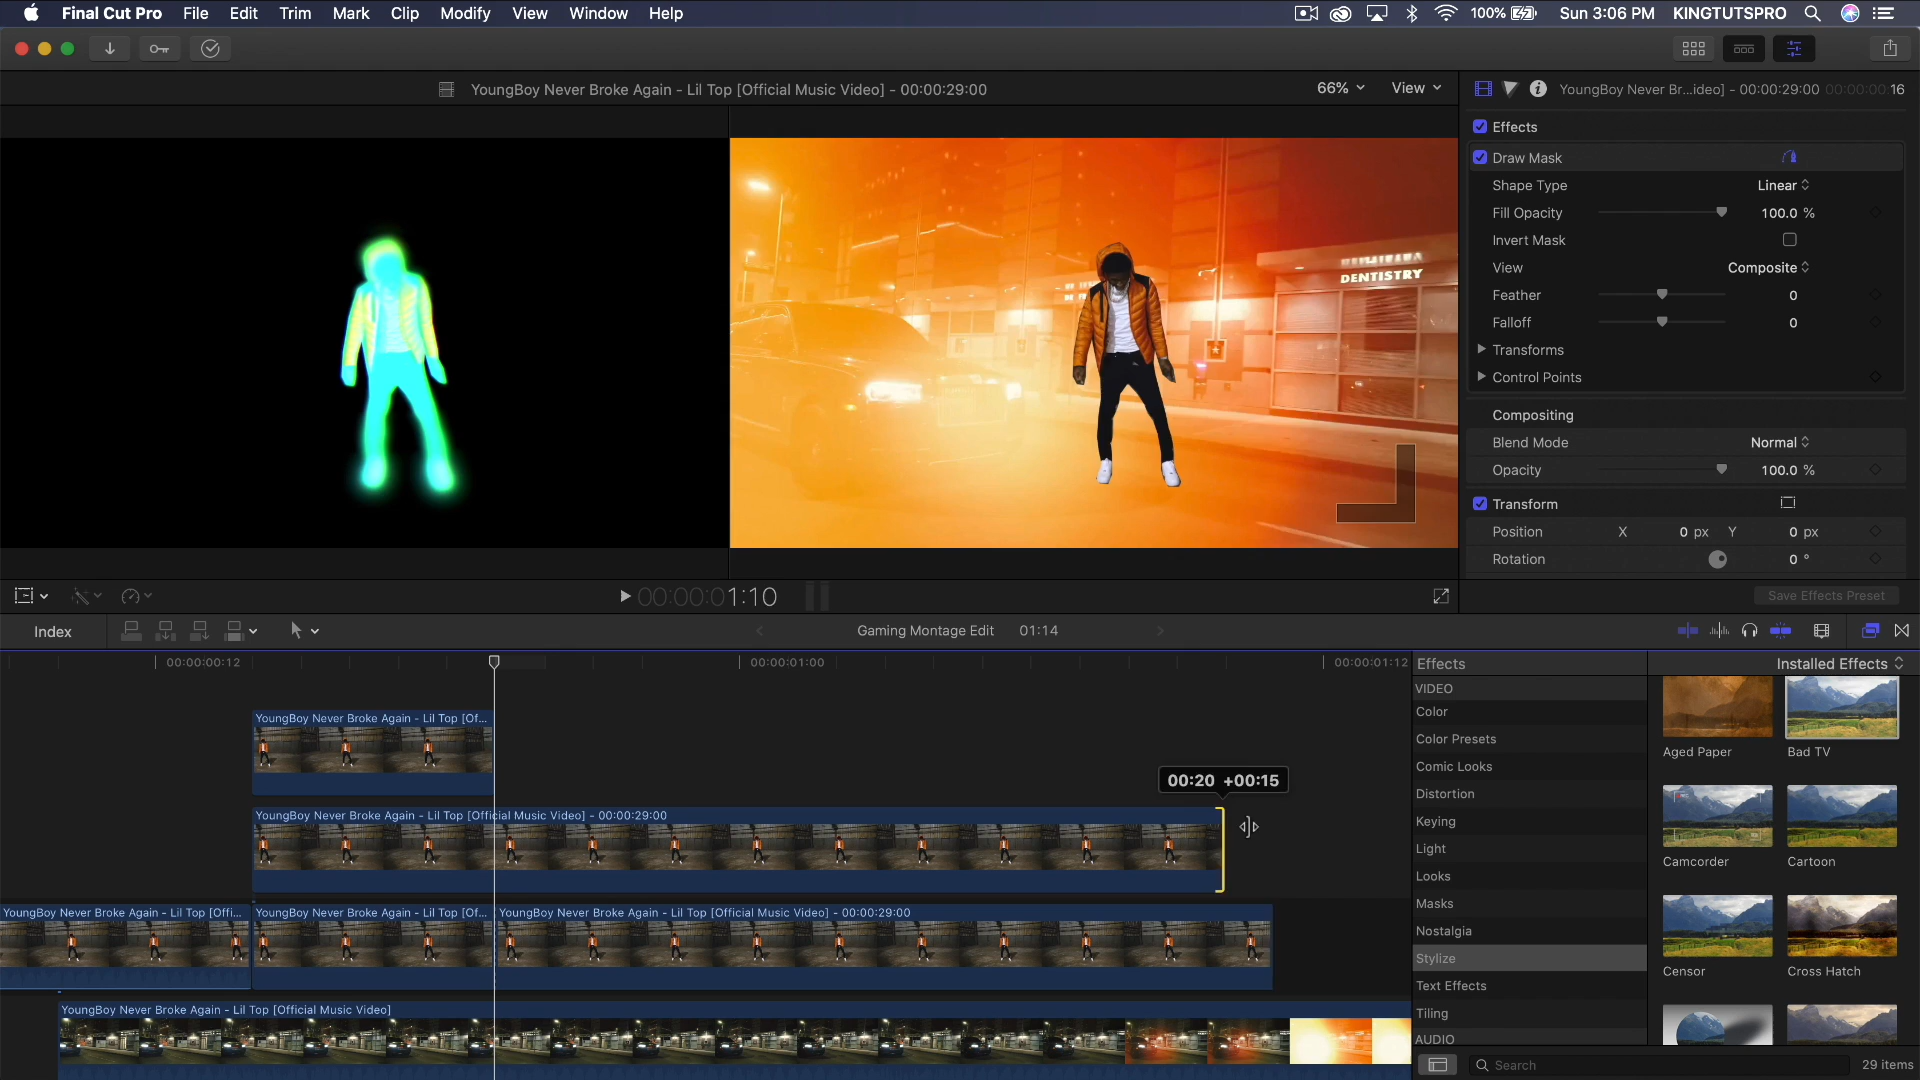 Final Cut Pro File Edit Trim Mark Clip Modify View Window Help 100% Sun 3:06 PM KINGTUTSPRO
YoungBoy Never Broke Again - Lil Top [Official Music Video] - 00:00:29:00 66% View
YoungBoy Never Br...ideo] - 00:00:29:00 00:00:00:16
Effects
Draw Mask
Shape Type Linear
Fill Opacity 100.0 %
Invert Mask
View Composite
Feather 0
Falloff 0
Transforms
Control Points
Compositing
Blend Mode Normal
Opacity 100.0 %
Transform
Position X 0 px Y 0 px
Rotation 0 °
Save Effects Preset
DENTISTRY
00:00:01:10
Index
Gaming Montage Edit 01:14
00:00:00:12 00:00:01:00 00:00:01:12
YoungBoy Never Broke Again - Lil Top [Of...
00:20 +00:15
YoungBoy Never Broke Again - Lil Top [Official Music Video] - 00:00:29:00
YoungBoy Never Broke Again - Lil Top [Offi... YoungBoy Never Broke Again - Lil Top [Of... YoungBoy Never Broke Again - Lil Top [Official Music Video] - 00:00:29:00
YoungBoy Never Broke Again - Lil Top [Official Music Video]
Effects
VIDEO
Color
Color Presets
Comic Looks
Distortion
Keying
Light
Looks
Masks
Nostalgia
Stylize
Text Effects
Tiling
AUDIO
Installed Effects
Aged Paper Bad TV
Camcorder Cartoon
Censor Cross Hatch
Search
29 items